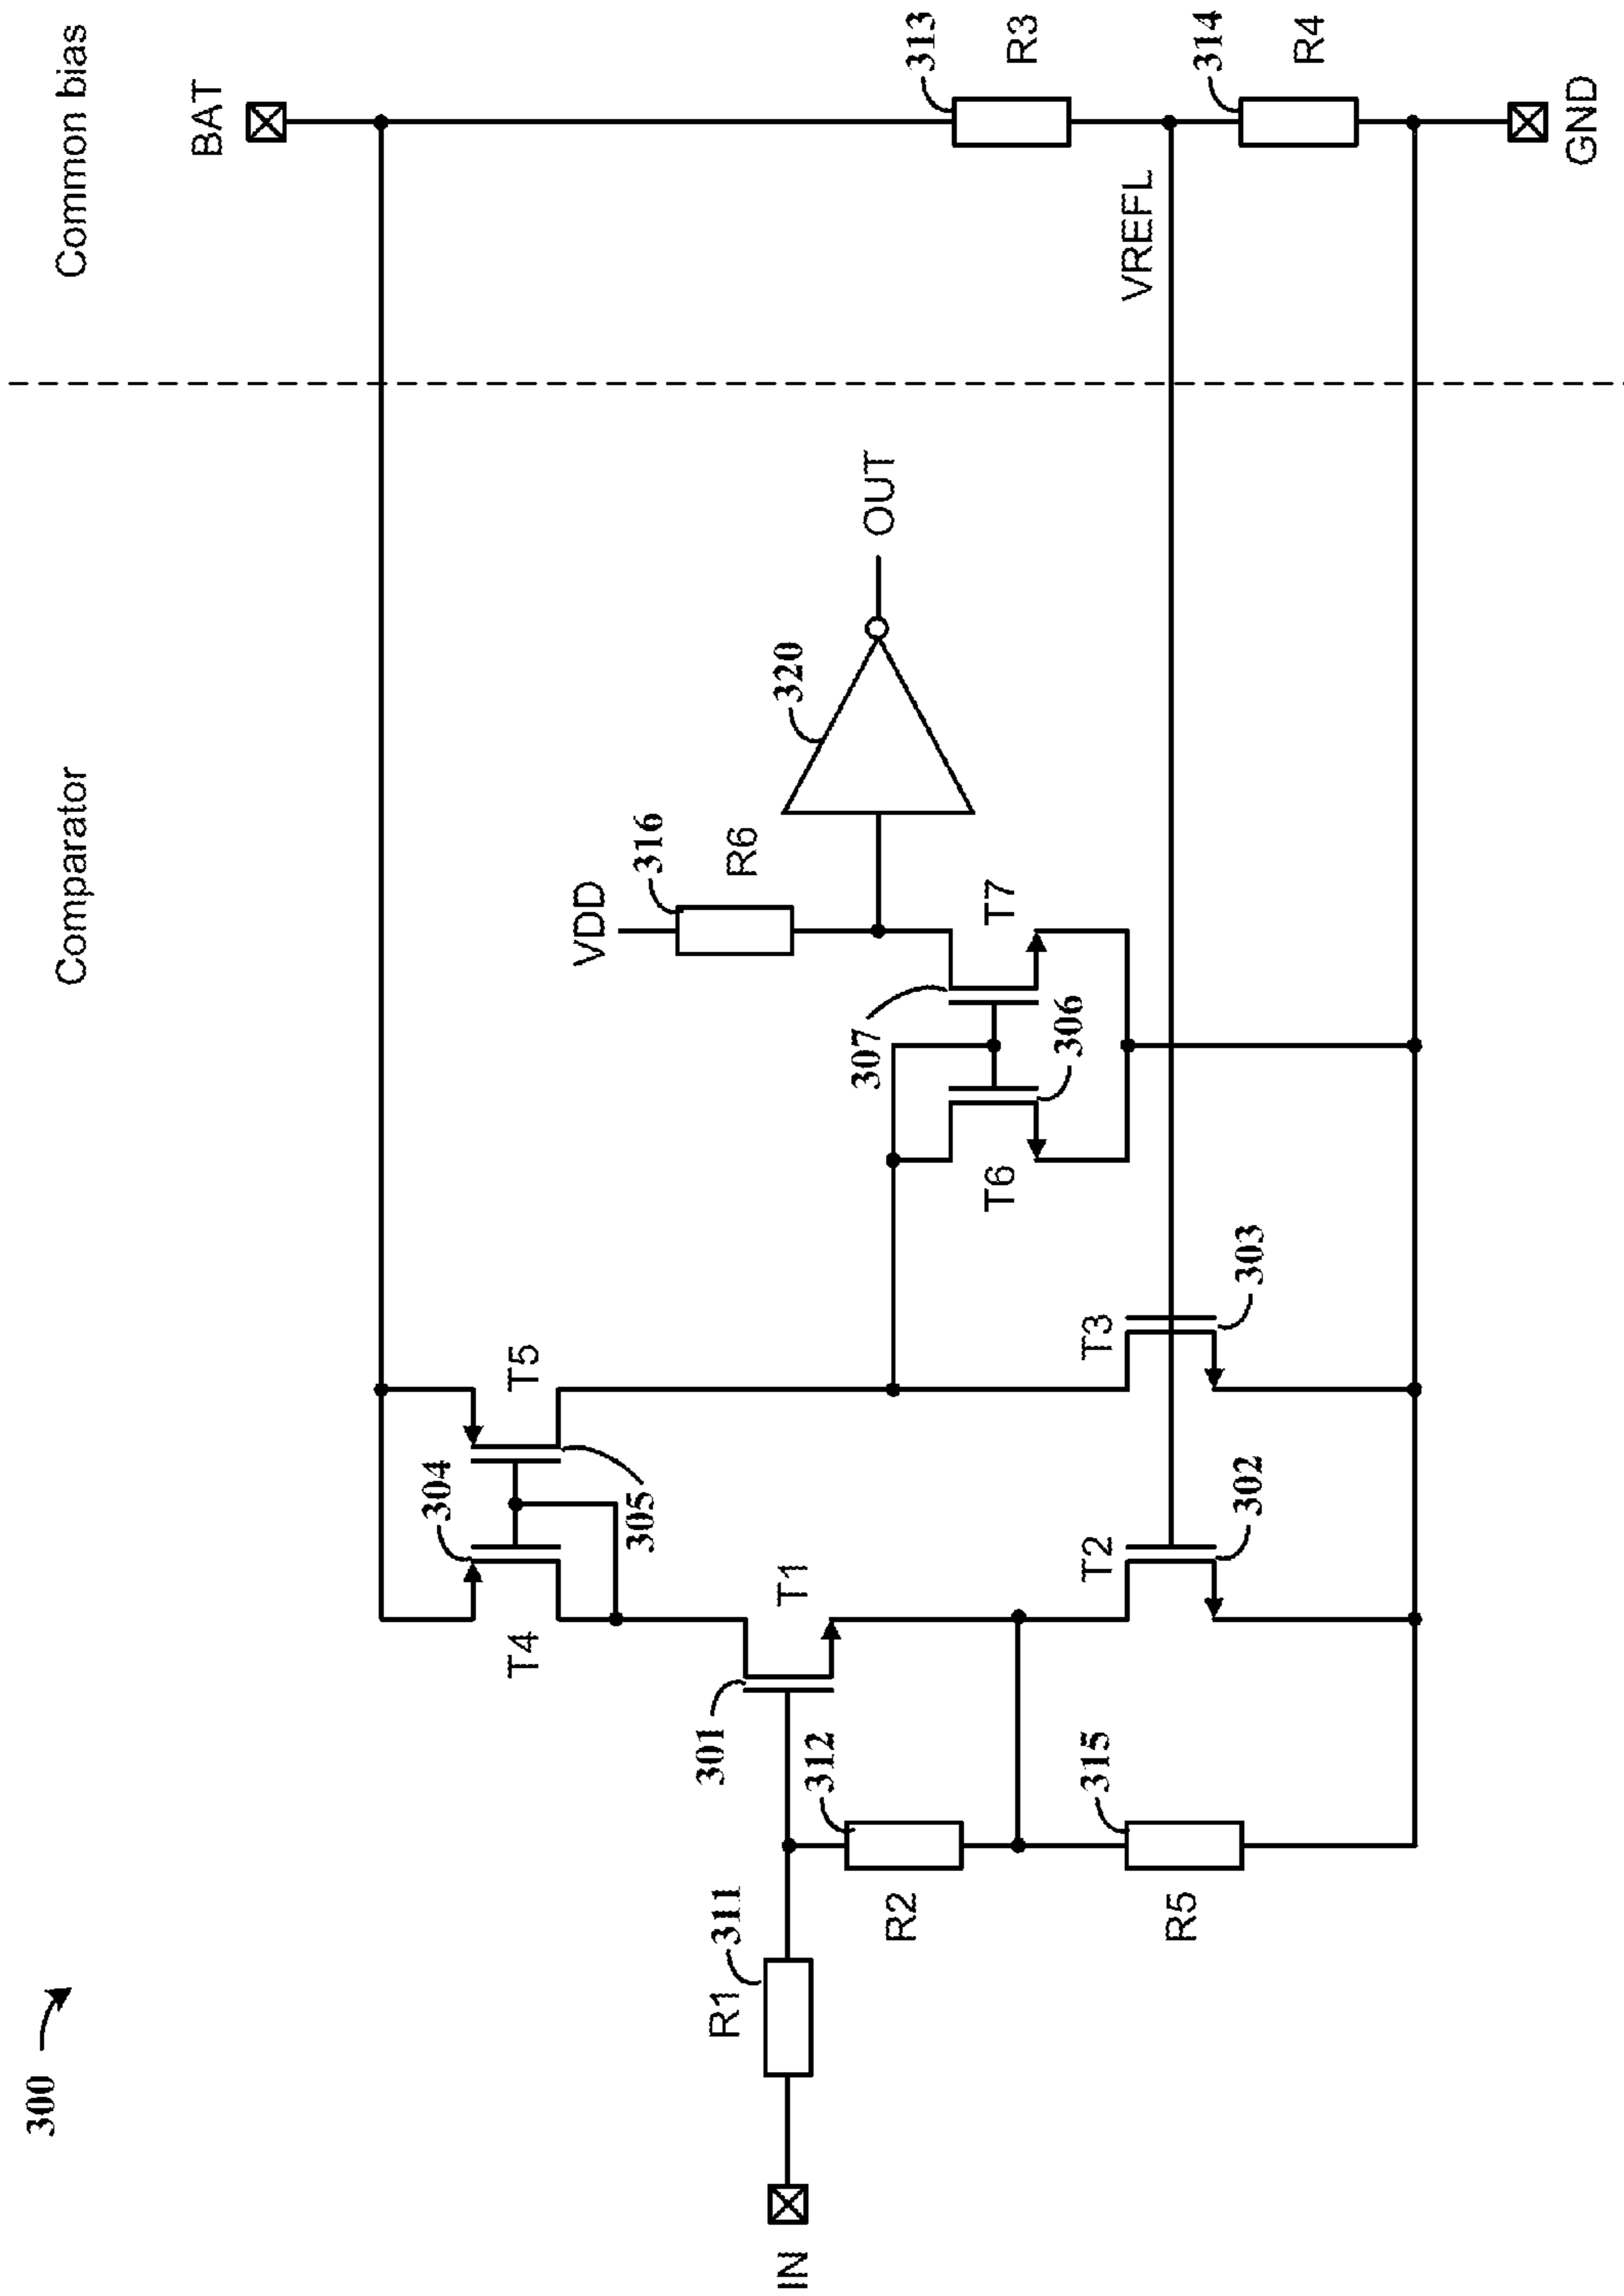 300
Comparator
Common bias
BAT
304
T4
T5
305
VDD
316
R6
320
OUT
313
R3
IN
R1
311
301
T1
312
R2
307
T7
T6
306
VREFL
314
R4
315
R5
T2
302
T3
303
GND